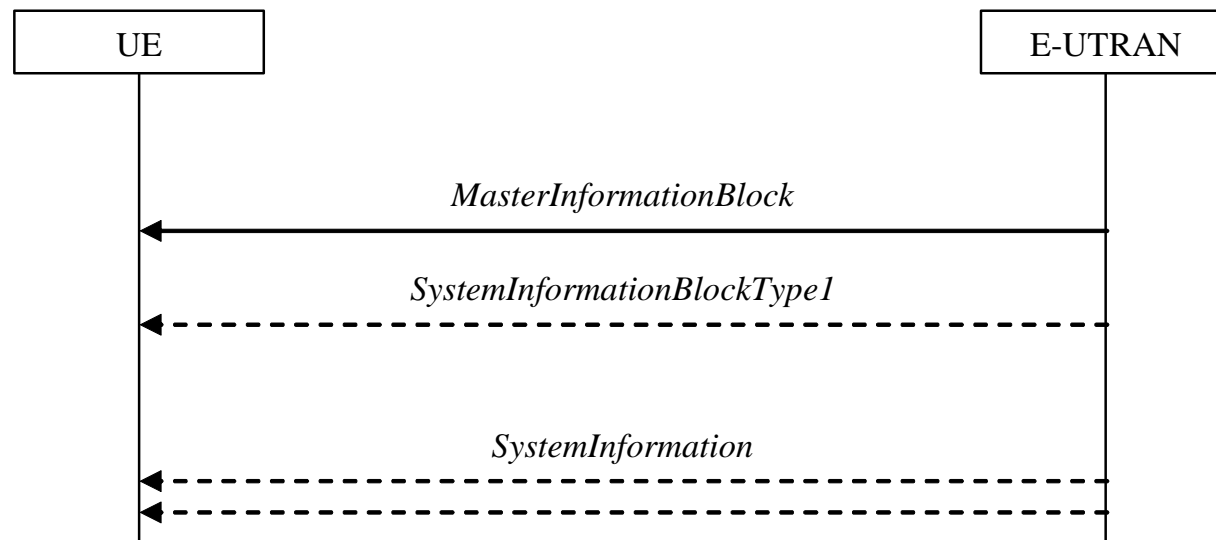 UE
E-UTRAN
MasterInformationBlock
SystemInformationBlockType1
SystemInformation